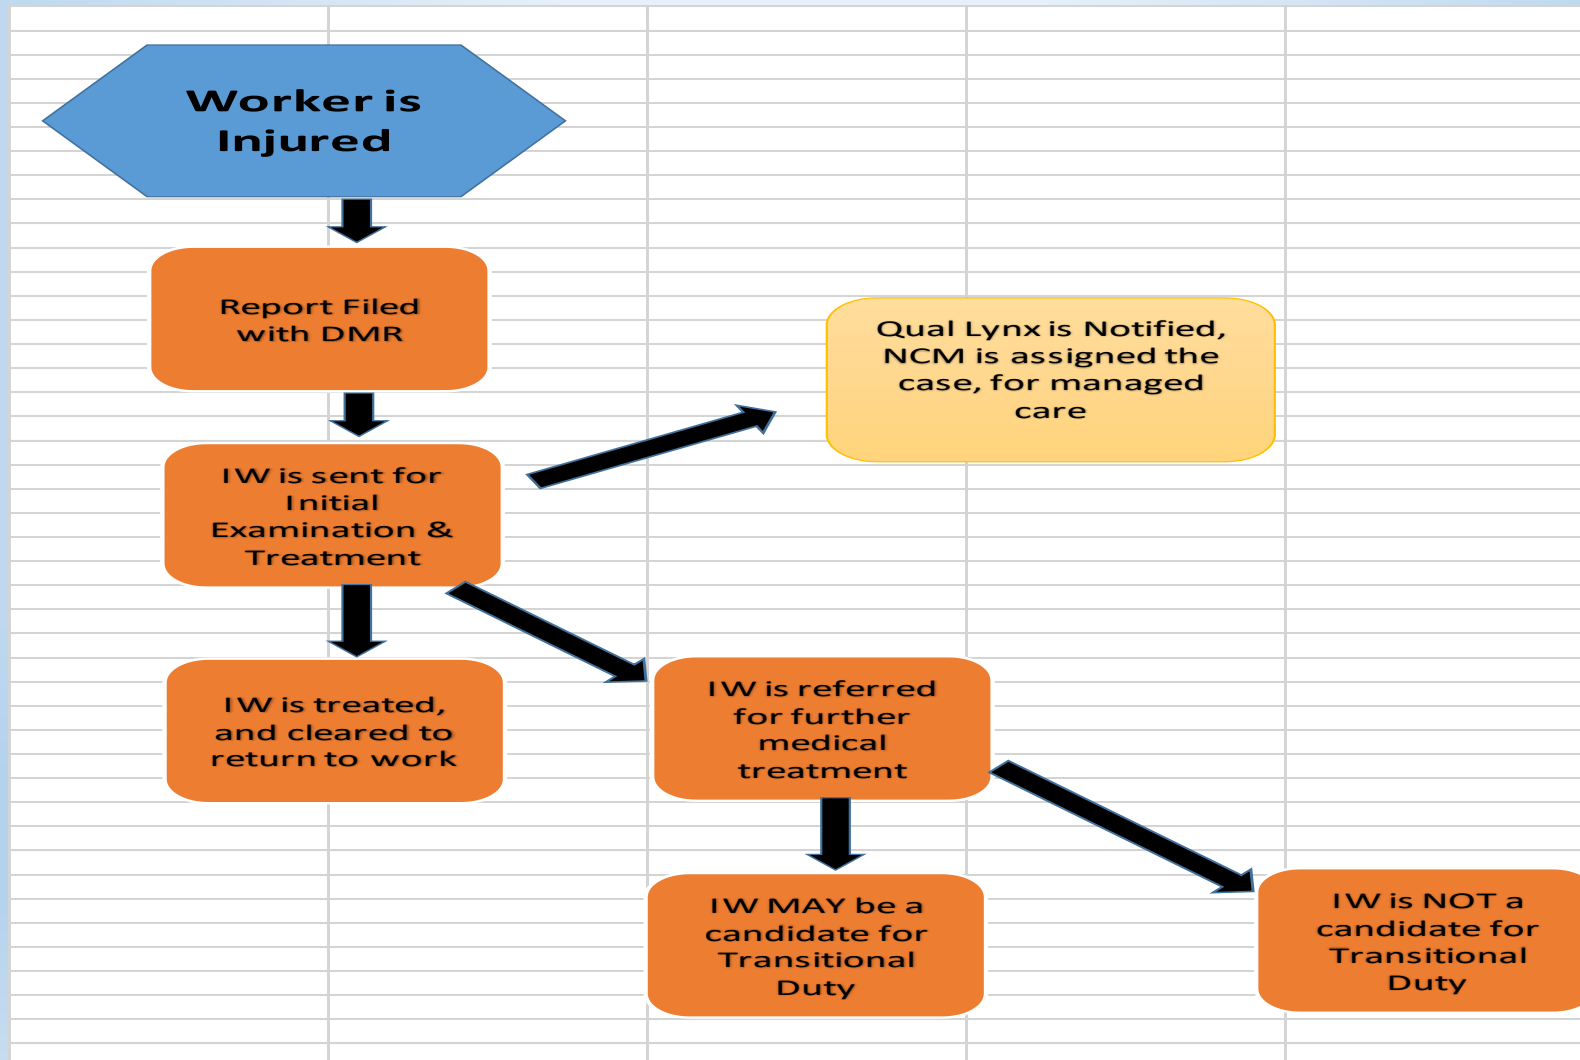 Worker is
Injured
Report Filed
with DMR
Qual Lynx is Notified,
NCM is assigned the
case, for managed
care
IW is sent for
Initial
Examination &
Treatment
IW is treated,
and cleared to
return to work
IW is referred
for further
medical
treatment
IW MAY be a
candidate for
Transitional
Duty
IW is NOT a
candidate for
Transitional
Duty